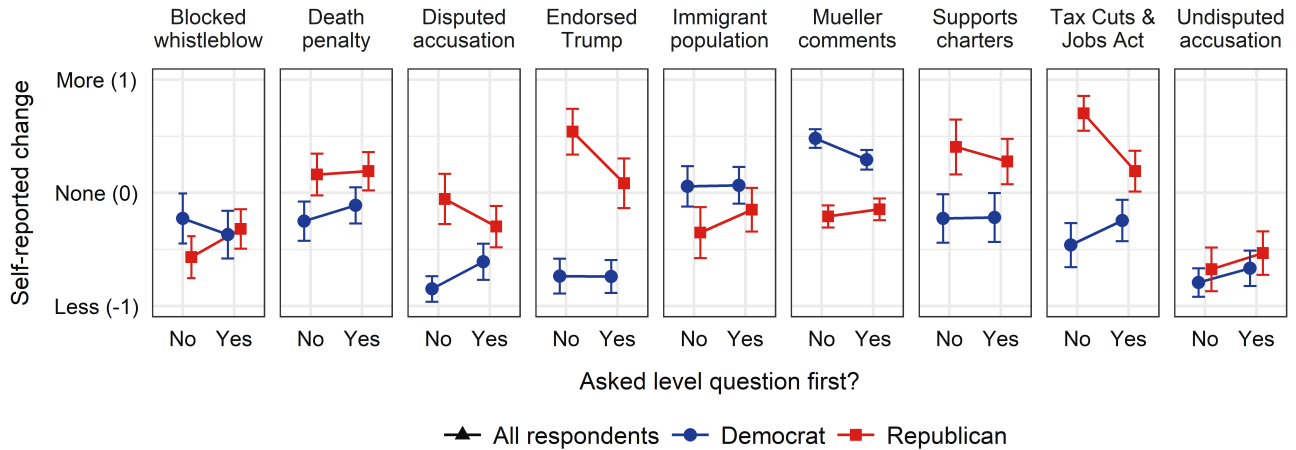 Blocked whistleblow
Death penalty
Disputed accusation
Endorsed Trump
Immigrant population
Mueller comments
Supports charters
Tax Cuts & Jobs Act
Undisputed accusation
Self-reported change
More (1)
None (0)
Less (-1)
No Yes No Yes No Yes No Yes No Yes No Yes No Yes No Yes No Yes
Asked level question first?
All respondents Democrat Republican